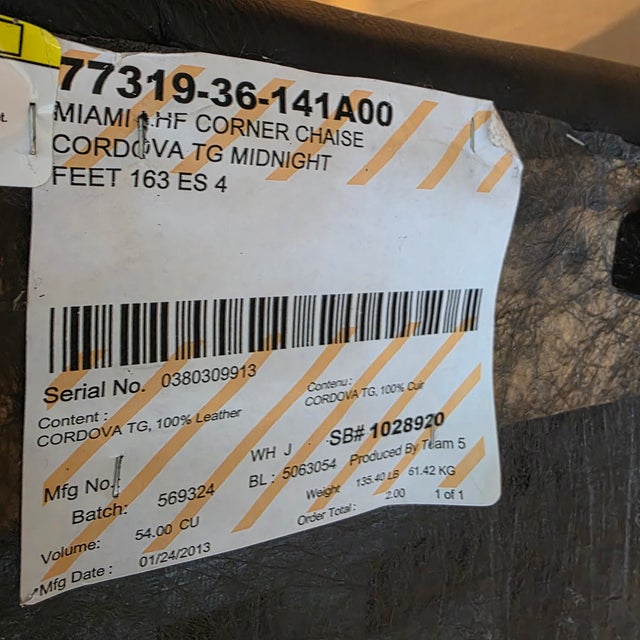 77319-36-141A00
MIAMI LHF CORNER CHAISE
CORDOVA TG MIDNIGHT
FEET 163 ES 4
Serial No. 0380309913
Content :
CORDOVA TG, 100% Leather
Contenu :
CORDOVA TG, 100% Cuir
WH J SB# 1028920
Mfg No.: BL : 5063054 Produced By Team 5
Batch: 569324 Weight 135.40 LB 61.42 KG
Volume: 54.00 CU Order Total : 2.00 1 of 1
Mfg Date : 01/24/2013